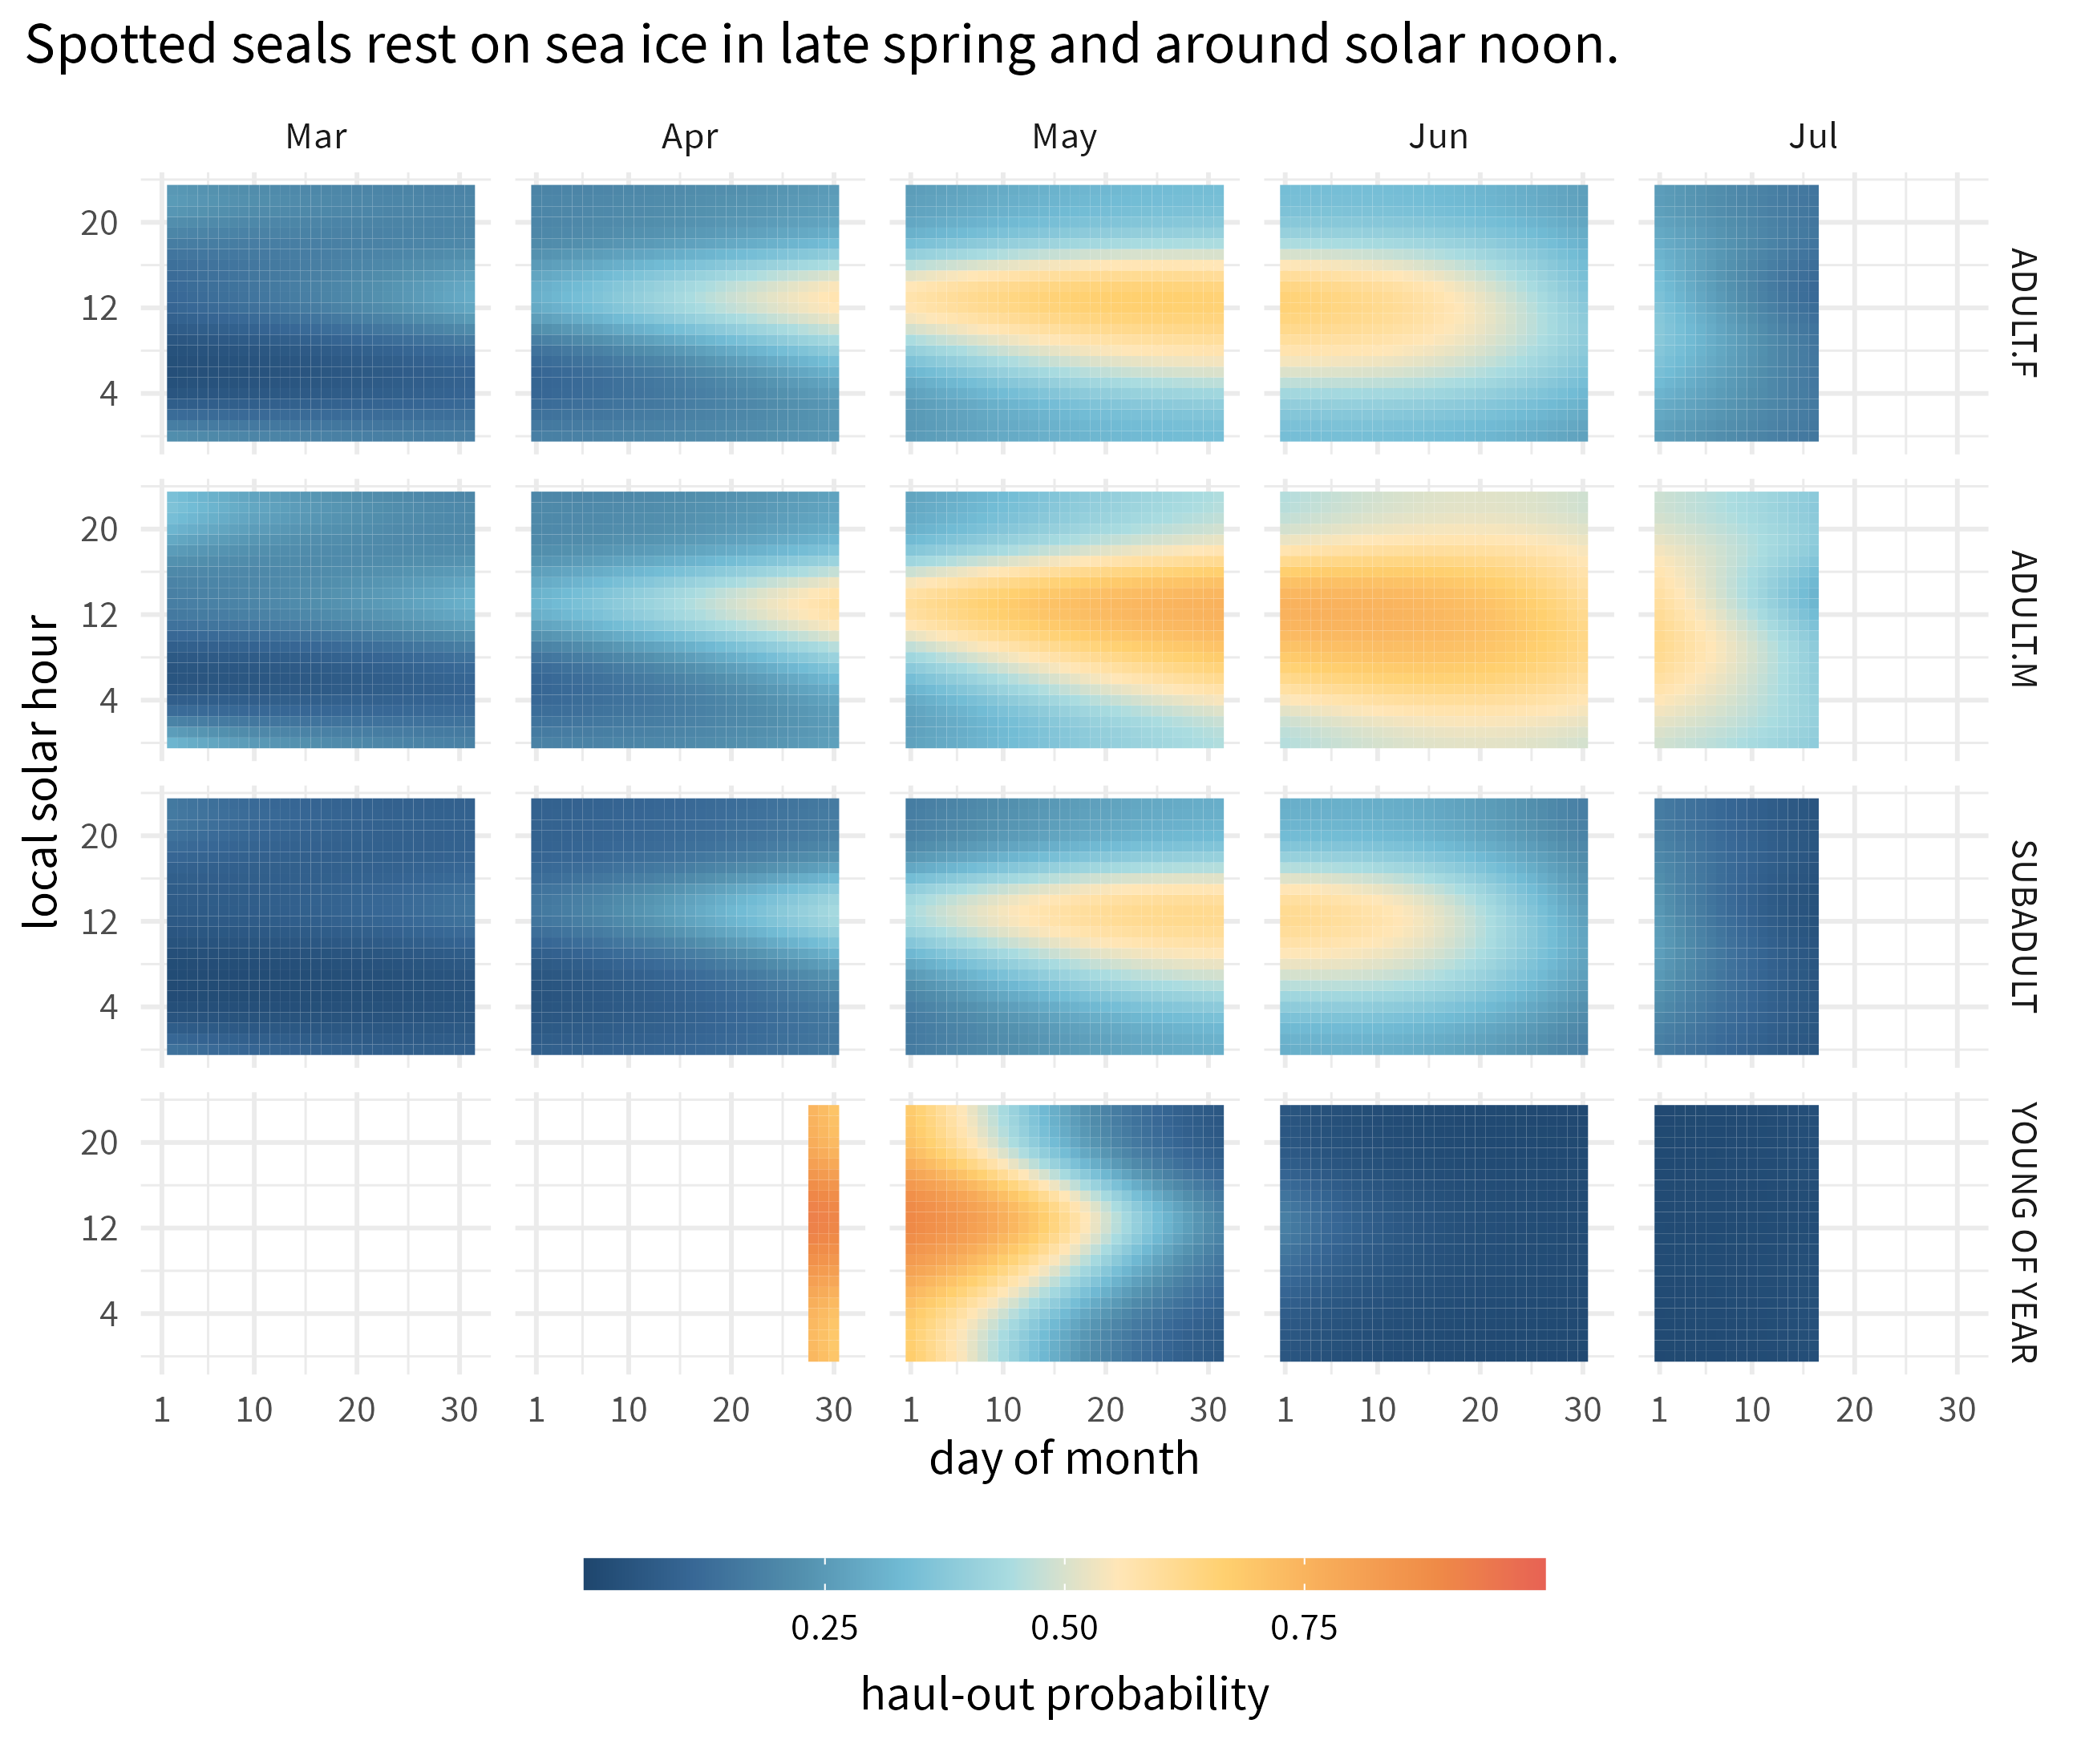 Spotted seals rest on sea ice in late spring and around solar noon.
Mar Apr May Jun Jul
20
12
4
ADULT.F
20
12
4
ADULT.M
20
12
4
SUBADULT
20
12
4
YOUNG OF YEAR
local solar hour
1 10 20 30 1 10 20 30 1 10 20 30 1 10 20 30 1 10 20 30
day of month
0.25 0.50 0.75
haul-out probability